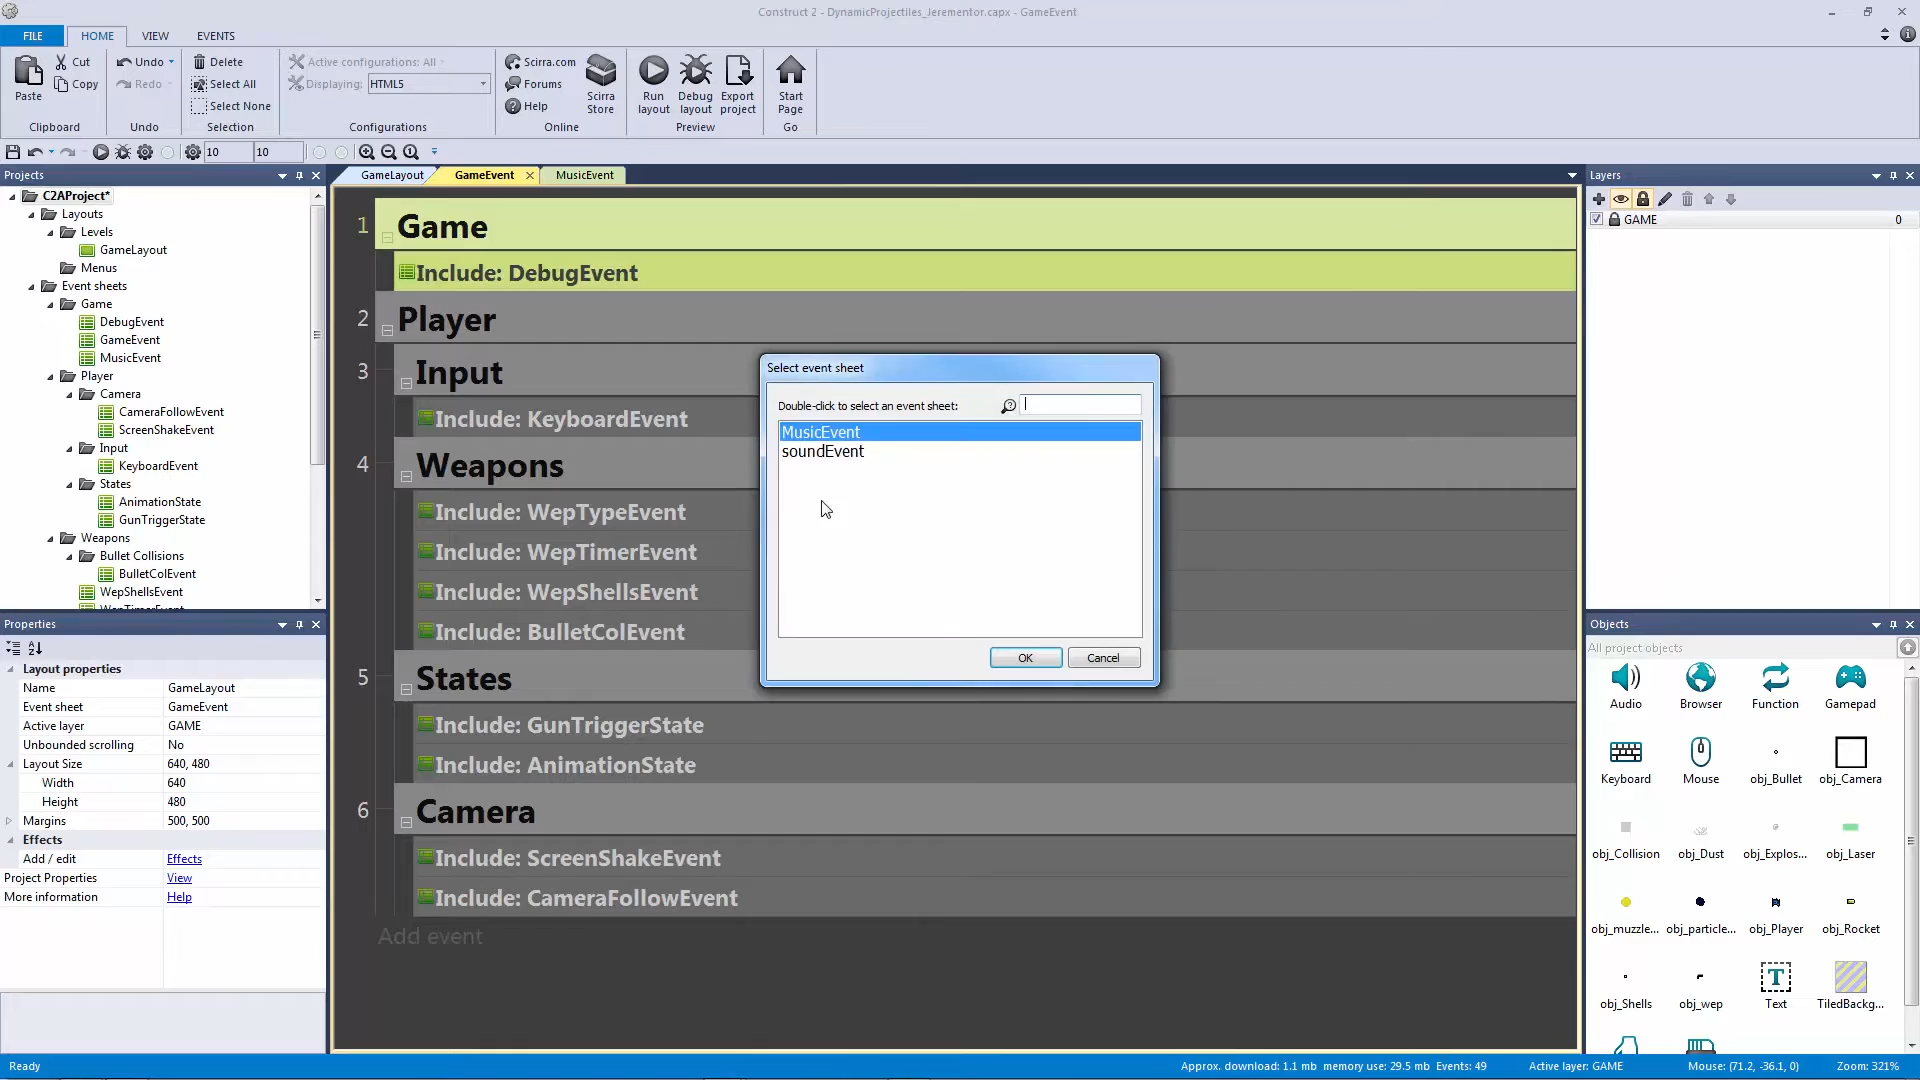 Construct 2 - DynamicProjectiles_Jerementor.capx - GameEvent
FILE HOME VIEW EVENTS
Paste Cut Copy Clipboard
Undo Redo Undo
Delete Select All Select None Selection
Active configurations: All
Displaying: HTML5
Configurations
Scirra.com Forums Help Scirra Store Online
Run layout Debug layout Export project Preview
Start Page Go
10 10
Projects
C2AProject*
Layouts
Levels
GameLayout
Menus
Event sheets
Game
DebugEvent
GameEvent
MusicEvent
Player
Camera
CameraFollowEvent
ScreenShakeEvent
Input
KeyboardEvent
States
AnimationState
GunTriggerState
Weapons
Bullet Collisions
BulletColEvent
WepShellsEvent
WepTimerEvent
Properties
Layout properties
Name GameLayout
Event sheet GameEvent
Active layer GAME
Unbounded scrolling No
Layout Size 640, 480
Width 640
Height 480
Margins 500, 500
Effects
Add / edit Effects
Project Properties View
More information Help
GameLayout GameEvent MusicEvent
1 Game
Include: DebugEvent
2 Player
3 Input
Include: KeyboardEvent
4 Weapons
Include: WepTypeEvent
Include: WepTimerEvent
Include: WepShellsEvent
Include: BulletColEvent
5 States
Include: GunTriggerState
Include: AnimationState
6 Camera
Include: ScreenShakeEvent
Include: CameraFollowEvent
Add event
Select event sheet
Double-click to select an event sheet:
MusicEvent
soundEvent
OK Cancel
Layers
GAME 0
Objects
All project objects
Audio Browser Function Gamepad
Keyboard Mouse obj_Bullet obj_Camera
obj_Collision obj_Dust obj_Explos... obj_Laser
obj_muzzle... obj_particle... obj_Player obj_Rocket
obj_Shells obj_wep Text TiledBackg...
Ready Approx. download: 1.1 mb memory use: 29.5 mb Events: 49 Active layer: GAME Mouse: (71.2, -36.1, 0) Zoom: 321%